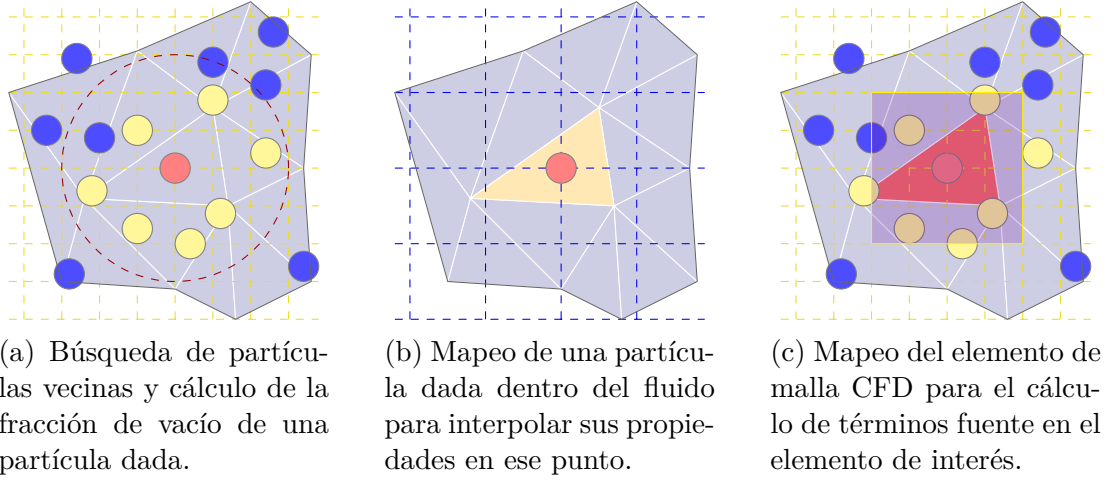 (a) Búsqueda de partícu-
las vecinas y cálculo de la
fracción de vacío de una
partícula dada.
(b) Mapeo de una partícu-
la dada dentro del fluido
para interpolar sus propie-
dades en ese punto.
(c) Mapeo del elemento de
malla CFD para el cálcu-
lo de términos fuente en el
elemento de interés.